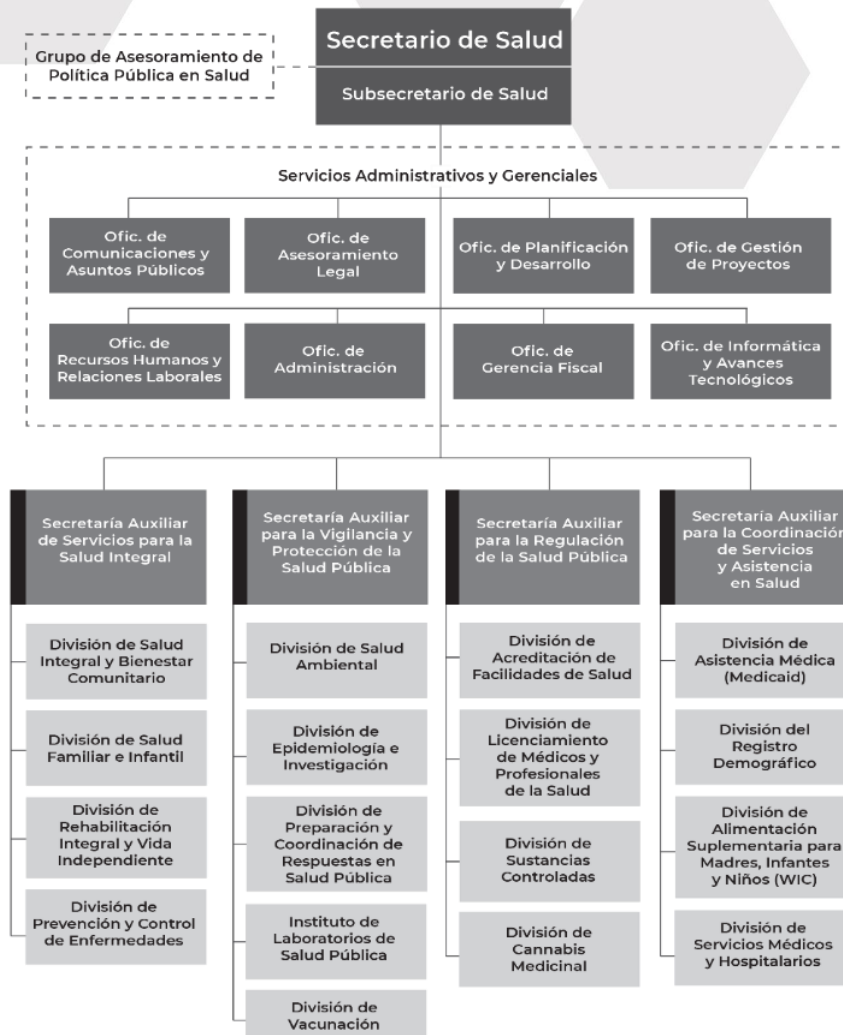 Secretario de Salud
Grupo de Asesoramiento de
Política Pública en Salud
Subsecretario de Salud
Servicios Administrativos y Gerenciales
Ofic. de
Comunicaciones y
Asuntos Públicos
Ofic. de
Asesoramiento
Legal
Ofic. de Planificación
y Desarrollo
Ofic. de Gestión
de Proyectos
Ofic. de
Recursos Humanos y
Relaciones Laborales
Ofic. de
Administración
Ofic. de
Gerencia Fiscal
Ofic. de Informática
y Avances
Tecnológicos
Secretaría Auxiliar
de Servicios para la
Salud Integral
División de Salud
Integral y Bienestar
Comunitario
División de Salud
Familiar e Infantil
División de
Rehabilitación
Integral y Vida
Independiente
División de
Prevención y Control
de Enfermedades
Secretaría Auxiliar
para la Vigilancia y
Protección de la
Salud Pública
División de Salud
Ambiental
División de
Epidemiología e
Investigación
División de
Preparación y
Coordinación de
Respuestas en
Salud Pública
Instituto de
Laboratorios de
Salud Pública
División de
Vacunación
Secretaría Auxiliar
para la Regulación
de la Salud Pública
División de
Acreditación de
Facilidades de Salud
División de
Licenciamiento
de Médicos y
Profesionales
de la Salud
División de
Sustancias
Controladas
División de
Cannabis
Medicinal
Secretaría Auxiliar
para la Coordinación
de Servicios
y Asistencia
en Salud
División de
Asistencia Médica
(Medicaid)
División del
Registro
Demográfico
División de
Alimentación
Suplementaria para
Madres, Infantes
y Niños (WIC)
División de
Servicios Médicos
y Hospitalarios